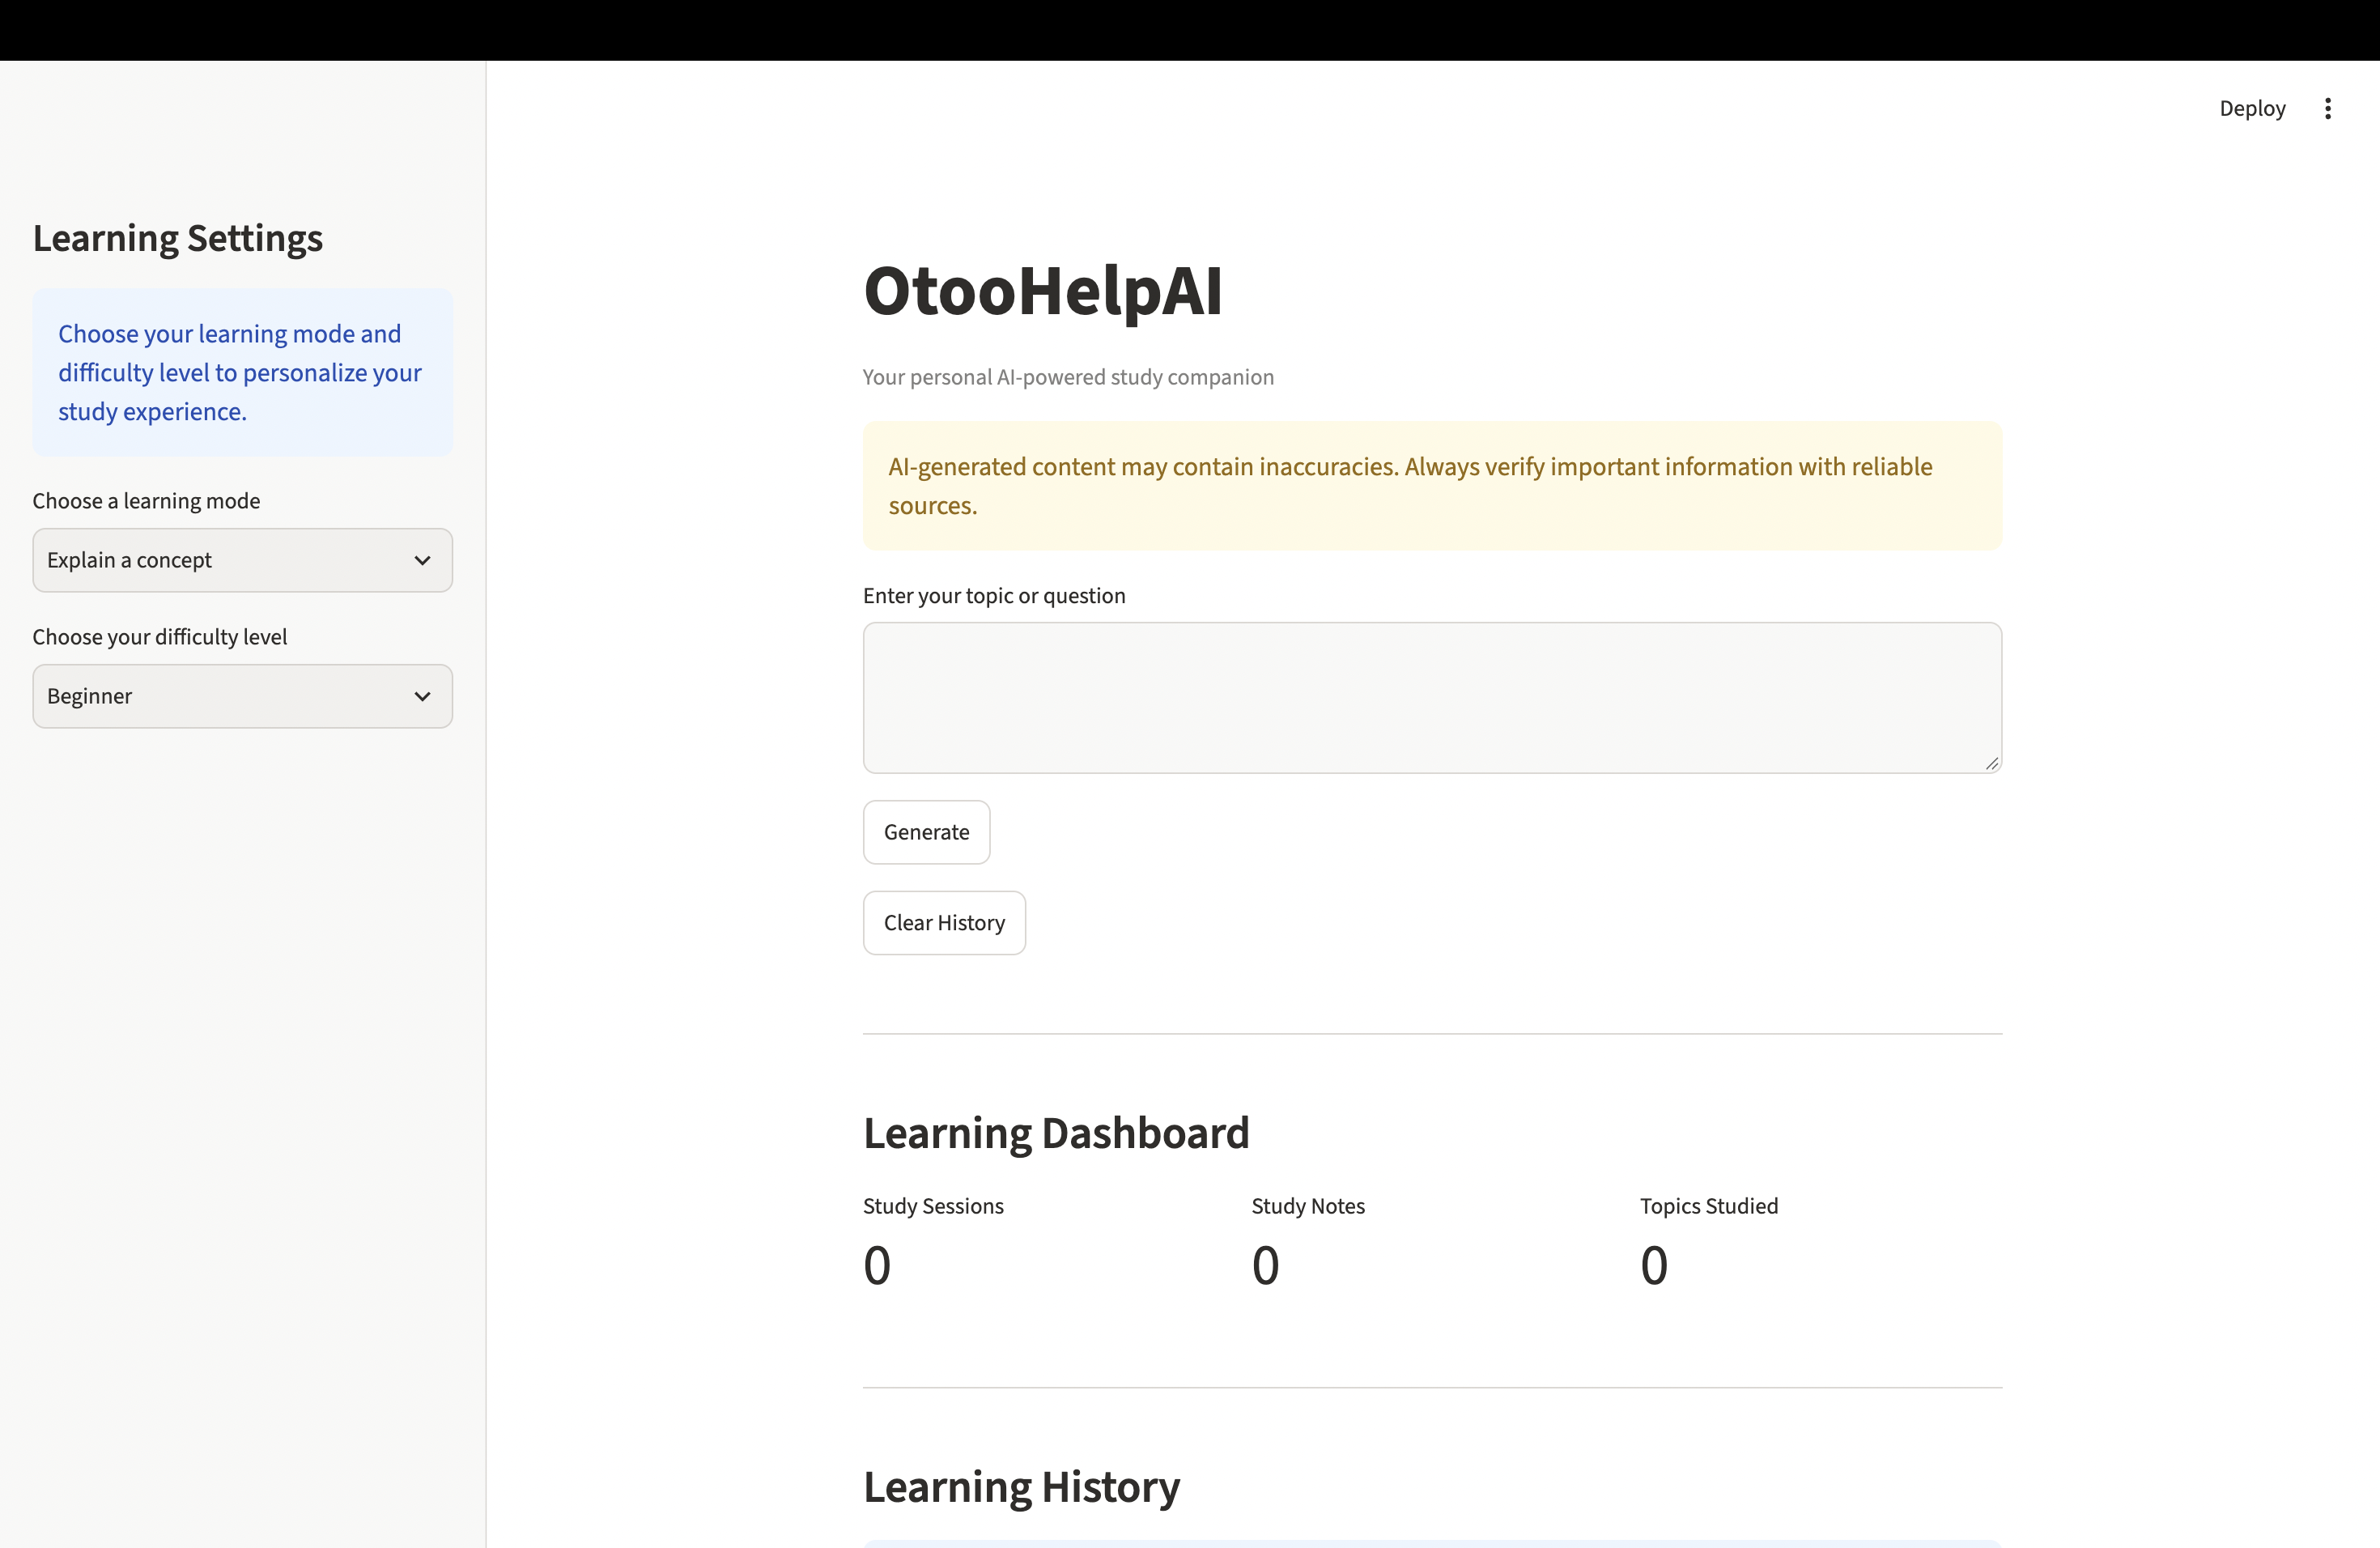 Deploy
Learning Settings
Choose your learning mode and
difficulty level to personalize your
study experience.
Choose a learning mode
Explain a concept
Choose your difficulty level
Beginner
OtooHelpAI
Your personal AI-powered study companion
AI-generated content may contain inaccuracies. Always verify important information with reliable
sources.
Enter your topic or question
Generate
Clear History
Learning Dashboard
Study Sessions
0
Study Notes
0
Topics Studied
0
Learning History